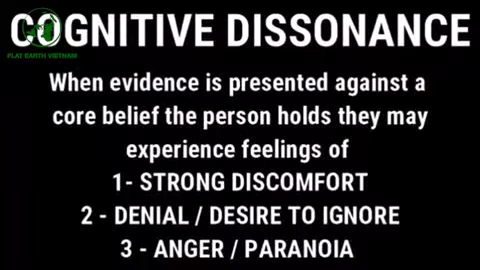 COGNITIVE DISSONANCE
FLAT EARTH VIETNAM
When evidence is presented against a
core belief the person holds they may
experience feelings of
1- STRONG DISCOMFORT
2 - DENIAL / DESIRE TO IGNORE
3 - ANGER / PARANOIA